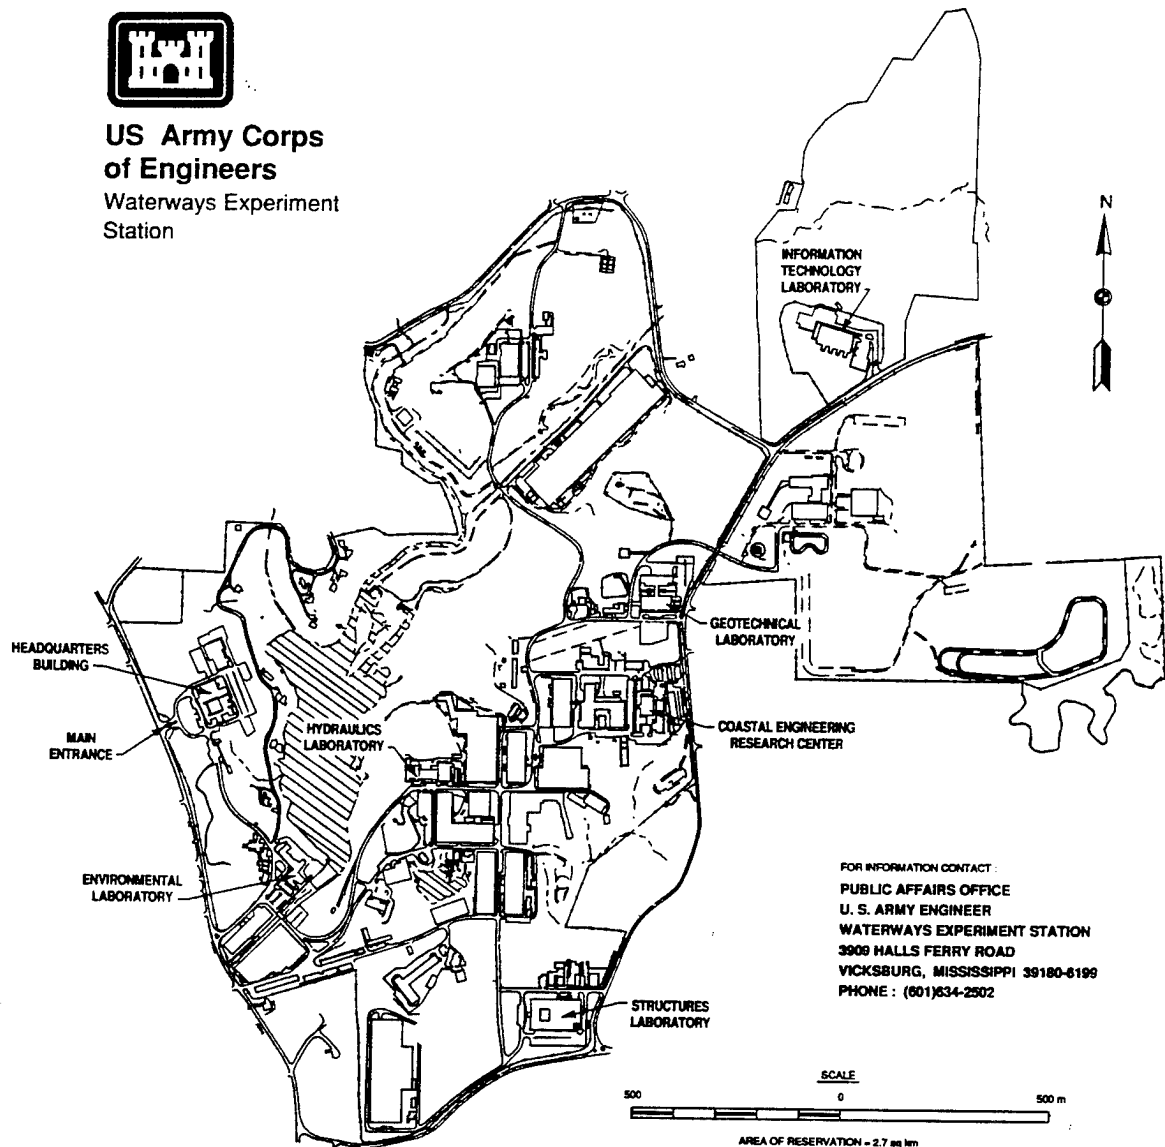 US Army Corps
of Engineers
Waterways Experiment
Station
N
INFORMATION
TECHNOLOGY
LABORATORY
GEOTECHNICAL
LABORATORY
HEADQUARTERS
BUILDING
MAIN
ENTRANCE
HYDRAULICS
LABORATORY
COASTAL ENGINEERING
RESEARCH CENTER
ENVIRONMENTAL
LABORATORY
STRUCTURES
LABORATORY
FOR INFORMATION CONTACT :
PUBLIC AFFAIRS OFFICE
U. S. ARMY ENGINEER
WATERWAYS EXPERIMENT STATION
3909 HALLS FERRY ROAD
VICKSBURG, MISSISSIPPI 39180-6199
PHONE : (601)634-2502
SCALE
500 0 500 m
AREA OF RESERVATION = 2.7 sq km